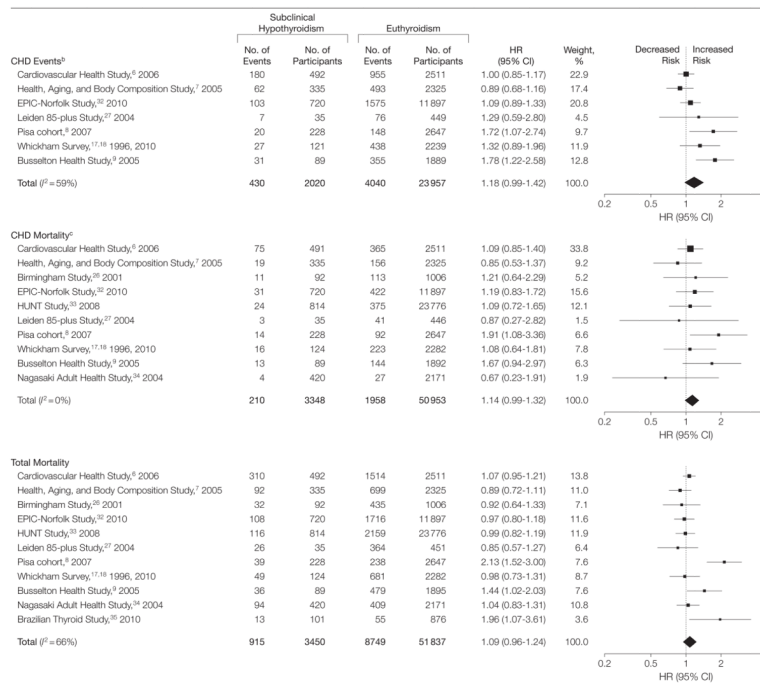 Subclinical
Hypothyroidism Euthyroidism
No. of No. of No. of No. of HR Weight, Decreased Increased
CHD Eventsᵇ Events Participants Events Participants (95% CI) % Risk Risk
Cardiovascular Health Study,⁶ 2006 180 492 955 2511 1.00 (0.85-1.17) 22.9
Health, Aging, and Body Composition Study,⁷ 2005 62 335 493 2325 0.89 (0.68-1.16) 17.4
EPIC-Norfolk Study,³² 2010 103 720 1575 11 897 1.09 (0.89-1.33) 20.8
Leiden 85-plus Study,²⁷ 2004 7 35 76 449 1.29 (0.59-2.80) 4.5
Pisa cohort,⁸ 2007 20 228 148 2647 1.72 (1.07-2.74) 9.7
Whickham Survey,¹⁷,¹⁸ 1996, 2010 27 121 438 2239 1.32 (0.89-1.96) 11.9
Busselton Health Study,⁹ 2005 31 89 355 1889 1.78 (1.22-2.58) 12.8
Total (I² = 59%) 430 2020 4040 23 957 1.18 (0.99-1.42) 100.0
0.2 0.5 1 2
HR (95% CI)
CHD Mortalityᶜ
Cardiovascular Health Study,⁶ 2006 75 491 365 2511 1.09 (0.85-1.40) 33.8
Health, Aging, and Body Composition Study,⁷ 2005 19 335 156 2325 0.85 (0.53-1.37) 9.2
Birmingham Study,²⁶ 2001 11 92 113 1006 1.21 (0.64-2.29) 5.2
EPIC-Norfolk Study,³² 2010 31 720 422 11 897 1.19 (0.83-1.72) 15.6
HUNT Study,³³ 2008 24 814 375 23 776 1.09 (0.72-1.65) 12.1
Leiden 85-plus Study,²⁷ 2004 3 35 41 446 0.87 (0.27-2.82) 1.5
Pisa cohort,⁸ 2007 14 228 92 2647 1.91 (1.08-3.36) 6.6
Whickham Survey,¹⁷,¹⁸ 1996, 2010 16 124 223 2282 1.08 (0.64-1.81) 7.8
Busselton Health Study,⁹ 2005 13 89 144 1892 1.67 (0.94-2.97) 6.3
Nagasaki Adult Health Study,³⁴ 2004 4 420 27 2171 0.67 (0.23-1.91) 1.9
Total (I² = 0%) 210 3348 1958 50 953 1.14 (0.99-1.32) 100.0
0.2 0.5 1 2
HR (95% CI)
Total Mortality
Cardiovascular Health Study,⁶ 2006 310 492 1514 2511 1.07 (0.95-1.21) 13.8
Health, Aging, and Body Composition Study,⁷ 2005 92 335 699 2325 0.89 (0.72-1.11) 11.0
Birmingham Study,²⁶ 2001 32 92 435 1006 0.92 (0.64-1.33) 7.1
EPIC-Norfolk Study,³² 2010 108 720 1716 11 897 0.97 (0.80-1.18) 11.6
HUNT Study,³³ 2008 116 814 2159 23 776 0.99 (0.82-1.19) 11.9
Leiden 85-plus Study,²⁷ 2004 26 35 364 451 0.85 (0.57-1.27) 6.4
Pisa cohort,⁸ 2007 39 228 238 2647 2.13 (1.52-3.00) 7.6
Whickham Survey,¹⁷,¹⁸ 1996, 2010 49 124 681 2282 0.98 (0.73-1.31) 8.7
Busselton Health Study,⁹ 2005 36 89 479 1895 1.44 (1.02-2.03) 7.6
Nagasaki Adult Health Study,³⁴ 2004 94 420 409 2171 1.04 (0.83-1.31) 10.8
Brazilian Thyroid Study,³⁵ 2010 13 101 55 876 1.96 (1.07-3.61) 3.6
Total (I² = 66%) 915 3450 8749 51 837 1.09 (0.96-1.24) 100.0
0.2 0.5 1 2
HR (95% CI)